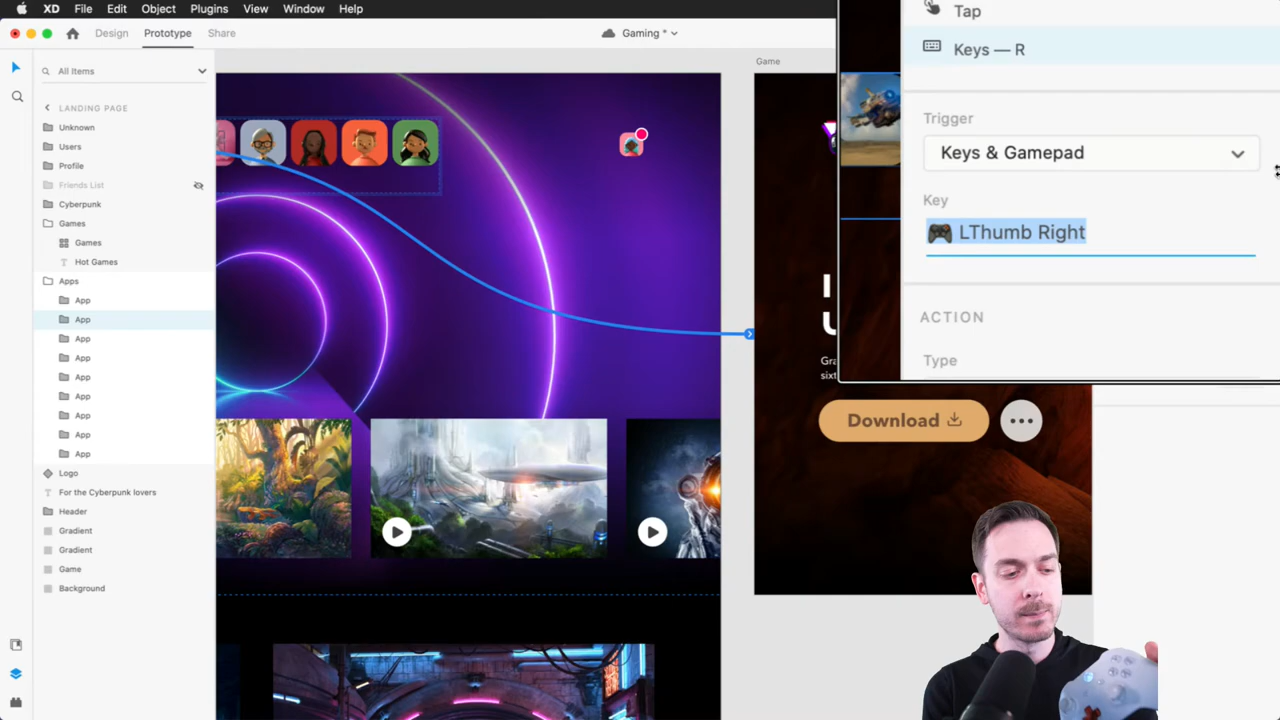 XD File Edit Object Plugins View Window Help
Design Prototype Share
Gaming *
All Items
LANDING PAGE
Unknown
Users
Profile
Friends List
Cyberpunk
Games
Games
Hot Games
Apps
App
App
App
App
App
App
App
App
App
Logo
For the Cyberpunk lovers
Header
Gradient
Gradient
Game
Background
Game
Gra
sixt
Download
Tap
Keys — R
Trigger
Keys & Gamepad
Key
LThumb Right
ACTION
Type